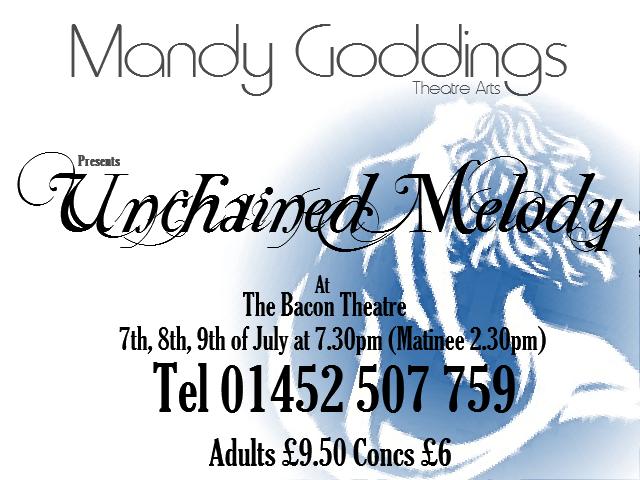 Mandy Goddings
Theatre Arts
Presents
Unchained Melody
At
The Bacon Theatre
7th, 8th, 9th of July at 7.30pm (Matinee 2.30pm)
Tel 01452 507 759
Adults £9.50 Concs £6